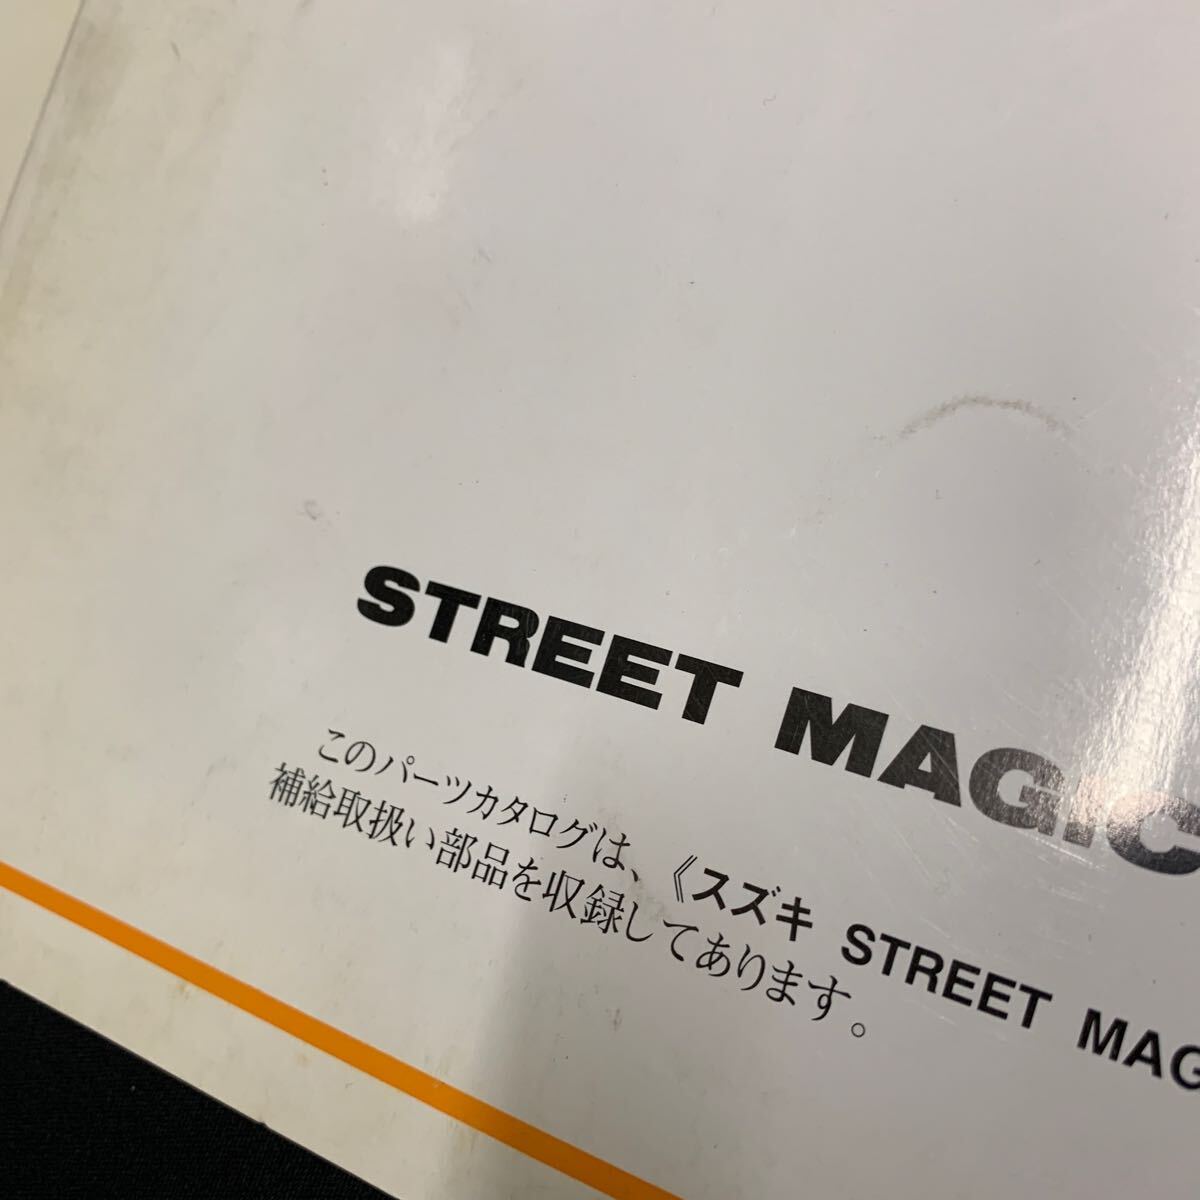 STREET MAGIC
このパーツカタログは、《スズキ STREET MAG
補給取扱い部品を収録してあります。